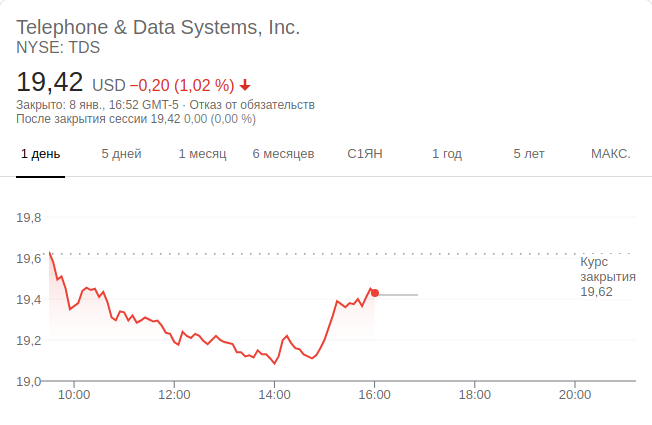 Telephone & Data Systems, Inc.
NYSE: TDS
19,42 USD −0,20 (1,02 %)
Закрыто: 8 янв., 16:52 GMT-5 · Отказ от обязательств
После закрытия сессии 19,42 0,00 (0,00 %)
1 день 5 дней 1 месяц 6 месяцев С1ЯН 1 год 5 лет МАКС.
19,8
19,6
Курс
закрытия
19,62
19,4
19,2
19,0
10:00 12:00 14:00 16:00 18:00 20:00